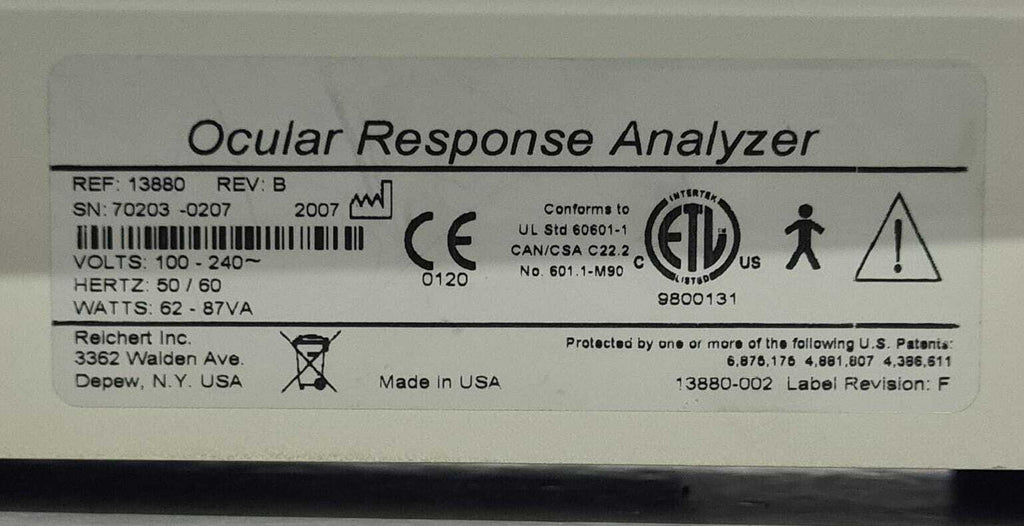 Ocular Response Analyzer
REF: 13880 REV: B
SN: 70203 -0207 2007
VOLTS: 100 - 240~
HERTZ: 50 / 60
WATTS: 62 - 87VA
CE
0120
Conforms to
UL Std 60601-1
CAN/CSA C22.2
No. 601.1-M90
INTERTEK
ETL
CM
LISTED
C US
9800131
Reichert Inc.
3362 Walden Ave.
Depew, N.Y. USA
Made in USA
Protected by one or more of the following U.S. Patents:
6,875,175 4,881,807 4,386,611
13880-002 Label Revision: F